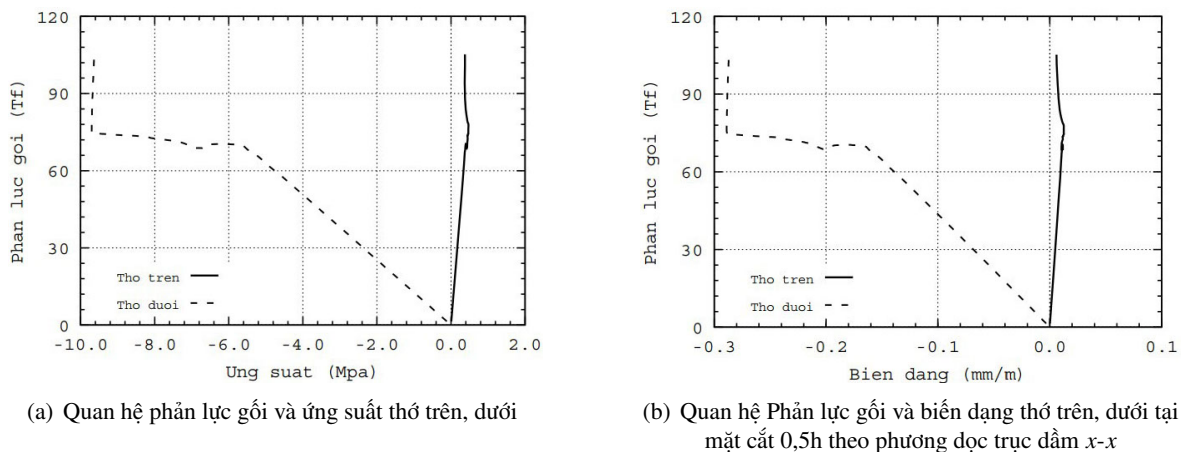 120
90
60
30
0
Phan luc goi (Tf)
Tho tren
Tho duoi
-10.0 -8.0 -6.0 -4.0 -2.0 0.0 2.0
Ung suat (Mpa)
(a) Quan hệ phản lực gối và ứng suất thớ trên, dưới
120
90
60
30
0
Phan luc goi (Tf)
Tho tren
Tho duoi
-0.3 -0.2 -0.1 0.0 0.1
Bien dang (mm/m)
(b) Quan hệ Phản lực gối và biến dạng thớ trên, dưới tại
mặt cắt 0,5h theo phương dọc trục dầm x-x